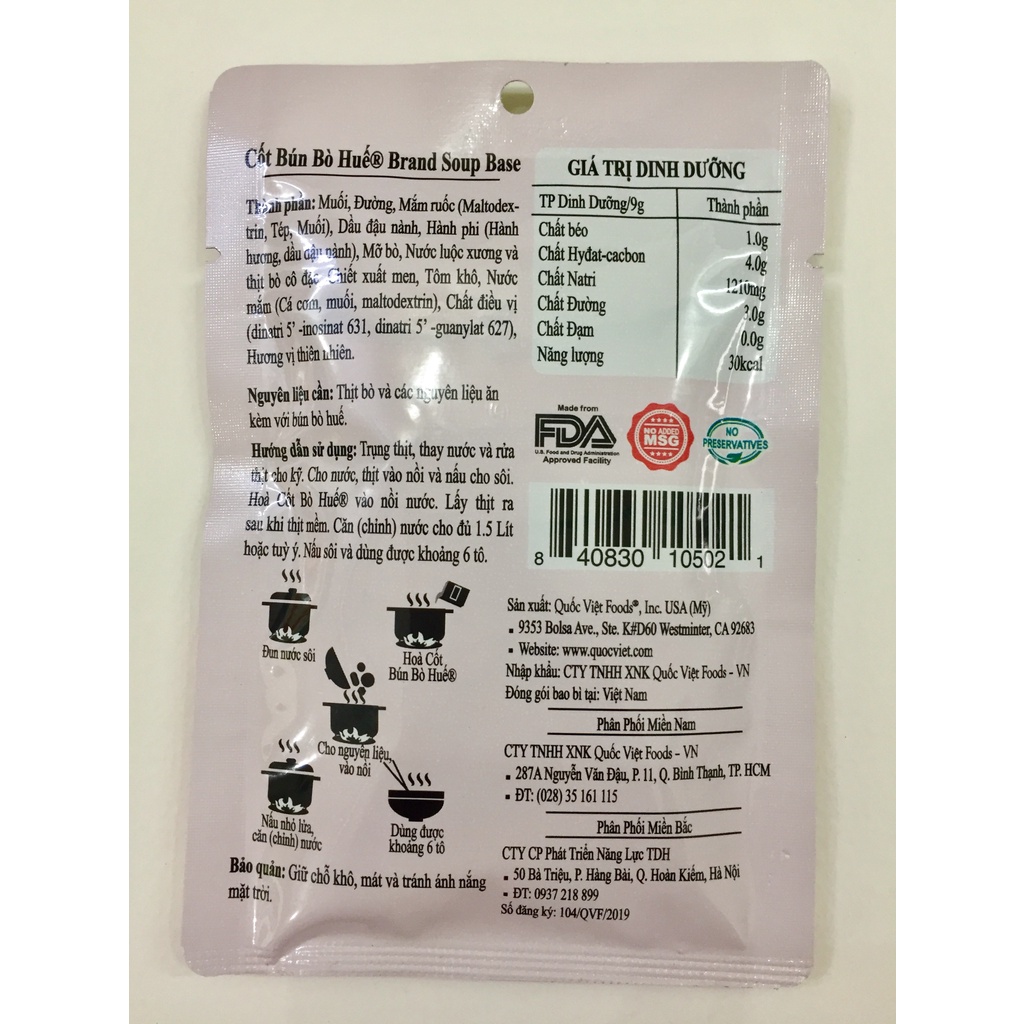 Cốt Bún Bò Huế® Brand Soup Base
Thành phần: Muối, Đường, Mắm ruốc (Maltodex-
trin, Tép, Muối), Dầu đậu nành, Hành phi (Hành
hương, dầu đậu nành), Mỡ bò, Nước luộc xương và
thịt bò cô đặc, Chiết xuất men, Tôm khô, Nước
mắm (Cá cơm, muối, maltodextrin), Chất điều vị
(dinatri 5’ -inosinat 631, dinatri 5’ -guanylat 627),
Hương vị thiên nhiên.
Nguyên liệu cần: Thịt bò và các nguyên liệu ăn
kèm với bún bò huế.
Hướng dẫn sử dụng: Trụng thịt, thay nước và rửa
thịt cho kỹ. Cho nước, thịt vào nồi và nấu cho sôi.
Hoà Cốt Bò Huế® vào nồi nước. Lấy thịt ra
sau khi thịt mềm. Căn (chỉnh) nước cho đủ 1.5 Lít
hoặc tuỳ ý. Nấu sôi và dùng được khoảng 6 tô.
Đun nước sôi
Hoà Cốt
Bún Bò Huế®
Cho nguyên liệu
vào nồi
Nấu nhỏ lửa,
căn (chỉnh) nước
Dùng được
khoảng 6 tô
Bảo quản: Giữ chỗ khô, mát và tránh ánh nắng
mặt trời.
GIÁ TRỊ DINH DƯỠNG
TP Dinh Dưỡng/9g Thành phần
Chất béo 1.0g
Chất Hyđat-cacbon 4.0g
Chất Natri 1210mg
Chất Đường 3.0g
Chất Đạm 0.0g
Năng lượng 30kcal
Made from
FDA
U.S. Food and Drug Administration
Approved Facility
NO ADDED
MSG
NO
PRESERVATIVES
8 40830 10502 1
Sản xuất: Quốc Việt Foods®, Inc. USA (Mỹ)
▪ 9353 Bolsa Ave., Ste. K#D60 Westminter, CA 92683
▪ Website: www.quocviet.com
Nhập khẩu: CTY TNHH XNK Quốc Việt Foods - VN
Đóng gói bao bì tại: Việt Nam
Phân Phối Miền Nam
CTY TNHH XNK Quốc Việt Foods - VN
▪ 287A Nguyễn Văn Đậu, P. 11, Q. Bình Thạnh, TP. HCM
▪ ĐT: (028) 35 161 115
Phân Phối Miền Bắc
CTY CP Phát Triển Năng Lực TDH
▪ 50 Bà Triệu, P. Hàng Bài, Q. Hoàn Kiếm, Hà Nội
▪ ĐT: 0937 218 899
Số đăng ký: 104/QVF/2019